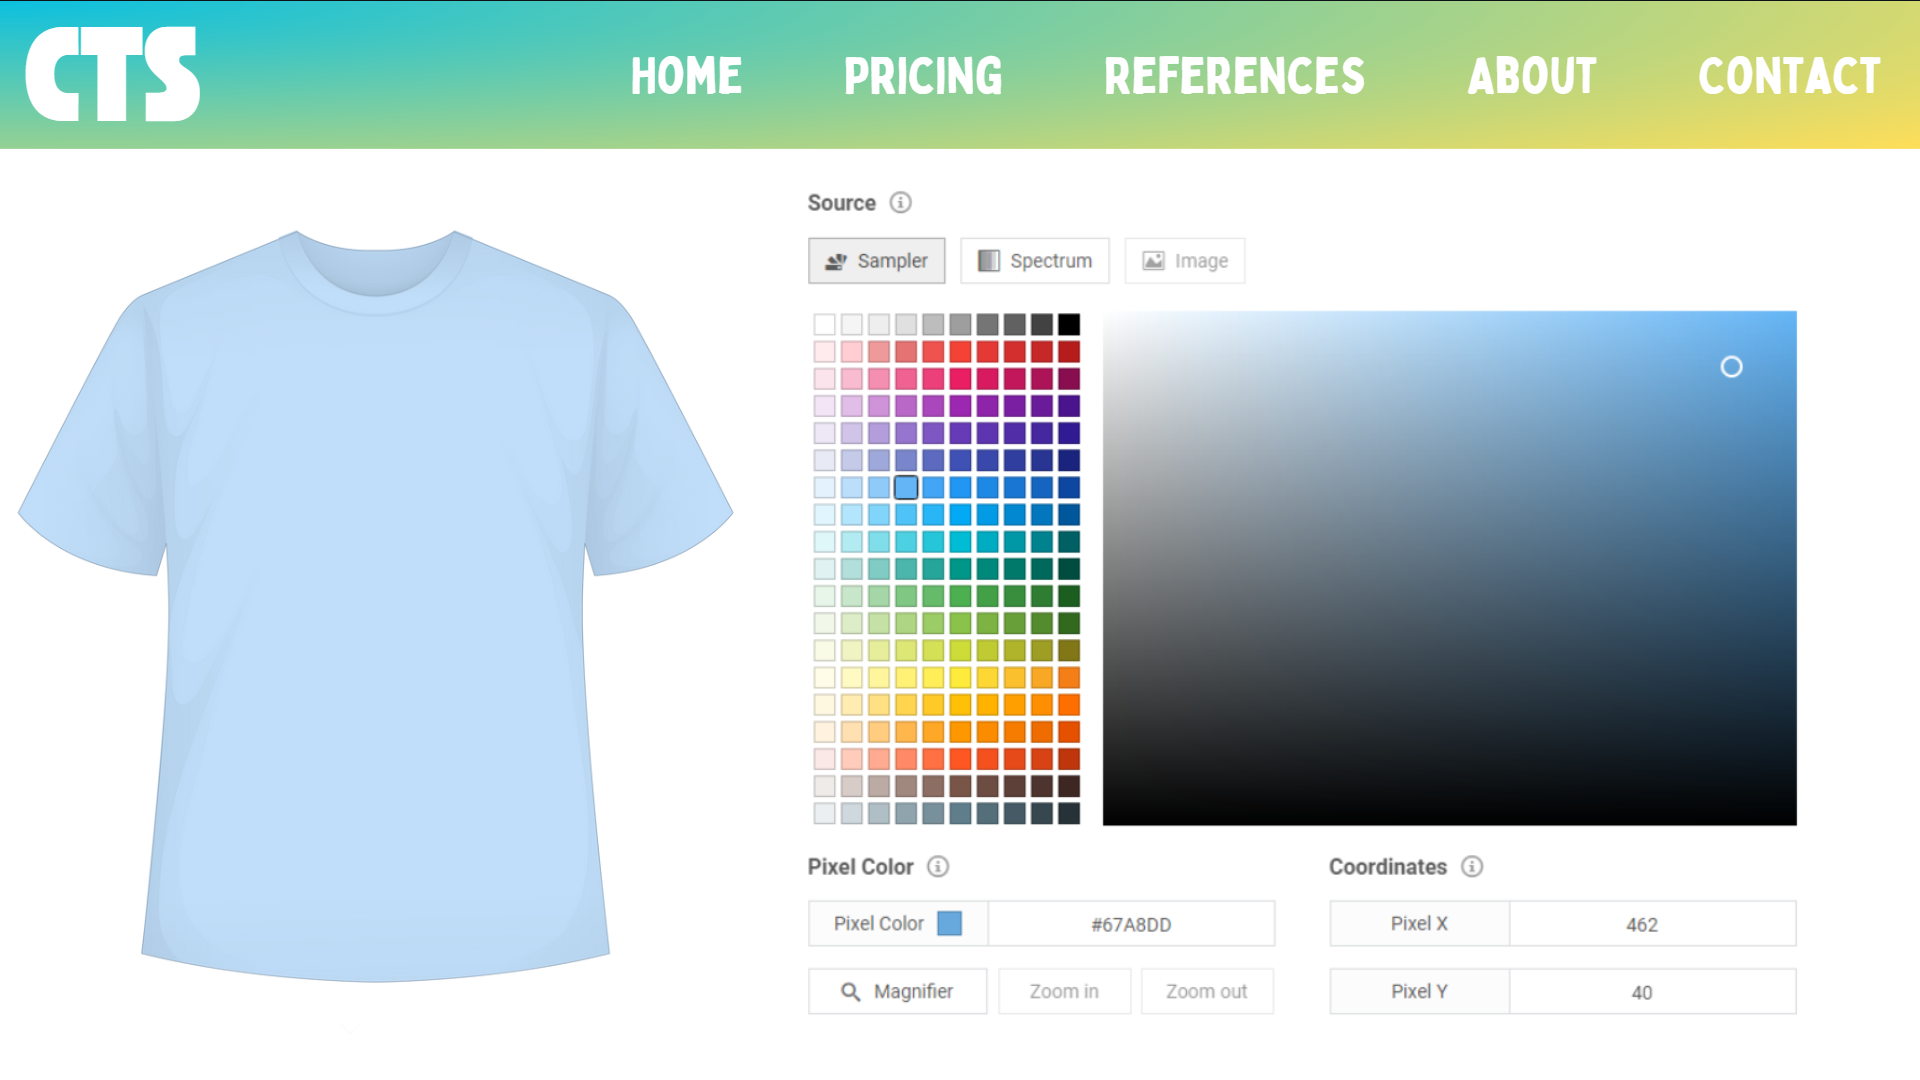 CTS
HOME PRICING REFERENCES ABOUT CONTACT
Source
Sampler Spectrum Image
Pixel Color
Pixel Color #67A8DD
Magnifier Zoom in Zoom out
Coordinates
Pixel X 462
Pixel Y 40